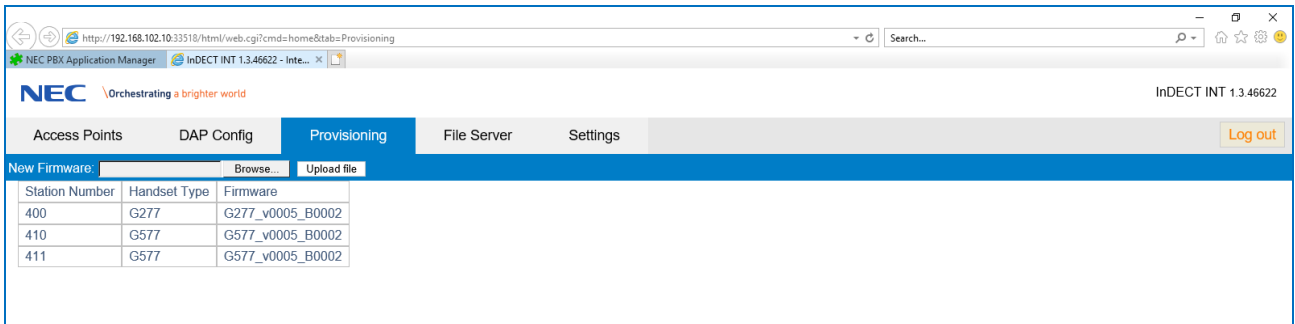 http://192.168.102.10:33518/html/web.cgi?cmd=home&tab=Provisioning
Search...
NEC PBX Application Manager
InDECT INT 1.3.46622 - Inte...
NEC \Orchestrating a brighter world
InDECT INT 1.3.46622
Access Points DAP Config Provisioning File Server Settings Log out
New Firmware: Browse... Upload file
Station Number Handset Type Firmware
400 G277 G277_v0005_B0002
410 G577 G577_v0005_B0002
411 G577 G577_v0005_B0002